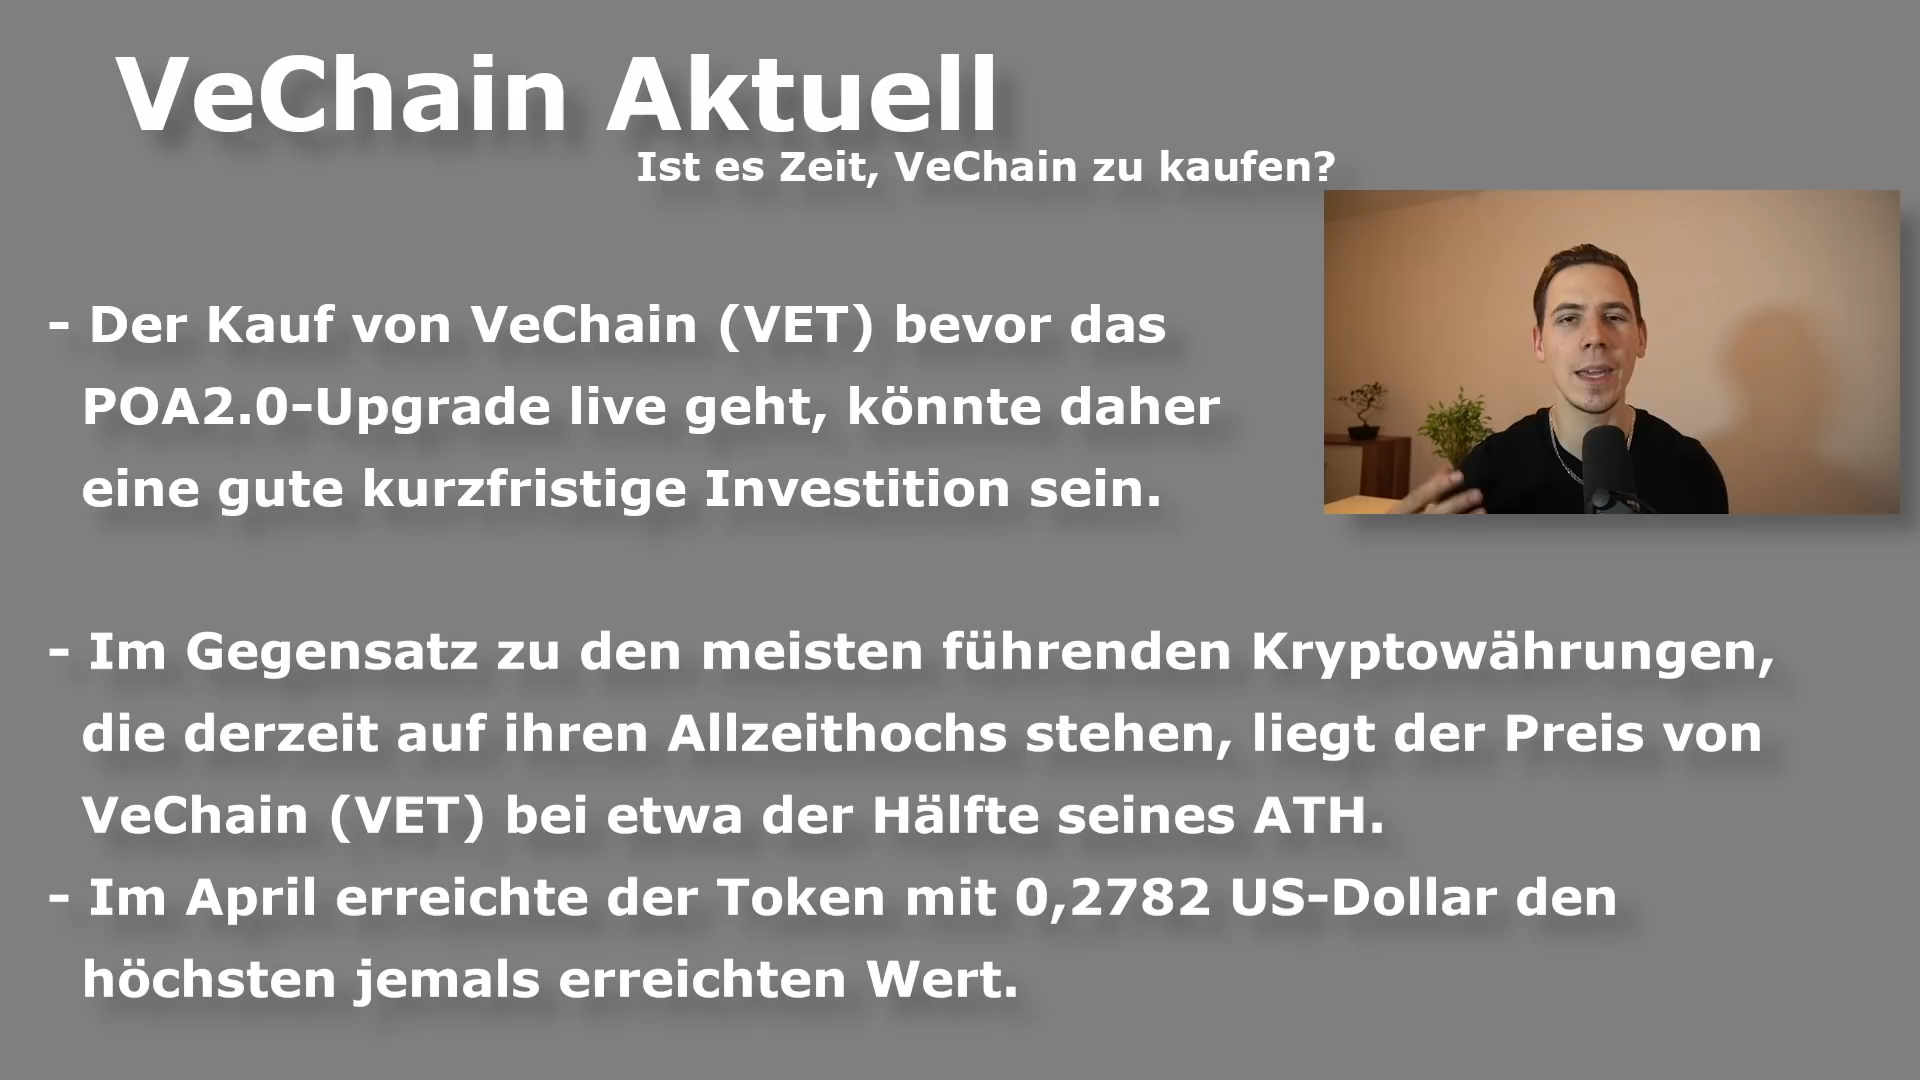 VeChain Aktuell
Ist es Zeit, VeChain zu kaufen?
- Der Kauf von VeChain (VET) bevor das
POA2.0-Upgrade live geht, könnte daher
eine gute kurzfristige Investition sein.
- Im Gegensatz zu den meisten führenden Kryptowährungen,
die derzeit auf ihren Allzeithochs stehen, liegt der Preis von
VeChain (VET) bei etwa der Hälfte seines ATH.
- Im April erreichte der Token mit 0,2782 US-Dollar den
höchsten jemals erreichten Wert.